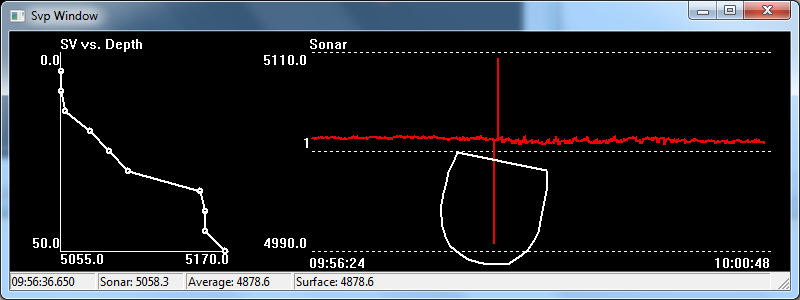 Svp Window
SV vs. Depth
0.0
50.0
5055.0 5170.0
Sonar
5110.0
1
4990.0
09:56:24 10:00:48
09:56:36.650 Sonar: 5058.3 Average: 4878.6 Surface: 4878.6